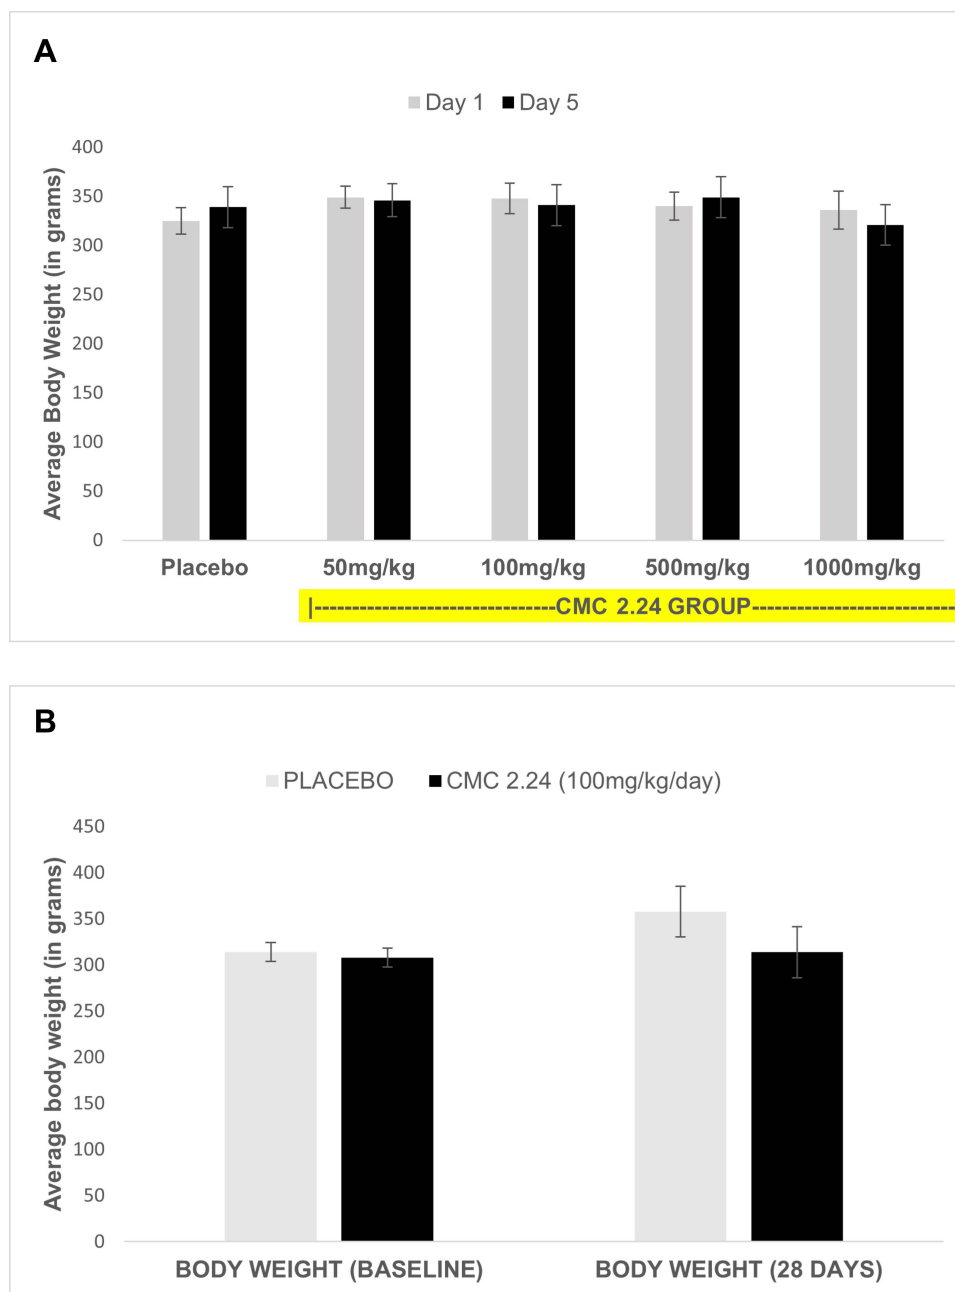 A
Day 1 Day 5
Average Body Weight (in grams)
400
350
300
250
200
150
100
50
0
Placebo 50mg/kg 100mg/kg 500mg/kg 1000mg/kg
|--------------------------------CMC 2.24 GROUP---------------------------
B
PLACEBO CMC 2.24 (100mg/kg/day)
Average body weight (in grams)
450
400
350
300
250
200
150
100
50
0
BODY WEIGHT (BASELINE) BODY WEIGHT (28 DAYS)